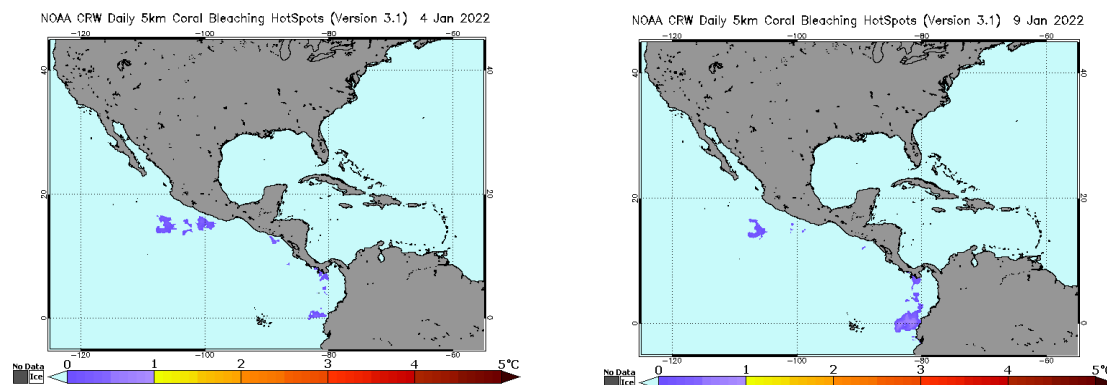 NOAA CRW Daily 5km Coral Bleaching HotSpots (Version 3.1) 4 Jan 2022
-120 -100 -80 -60
40 40
20 20
0 0
-120 -100 -80 -60
No Data
Ice
0 1 2 3 4 5°C
NOAA CRW Daily 5km Coral Bleaching HotSpots (Version 3.1) 9 Jan 2022
-120 -100 -80 -60
40 40
20 20
0 0
-120 -100 -80 -60
No Data
Ice
0 1 2 3 4 5°C